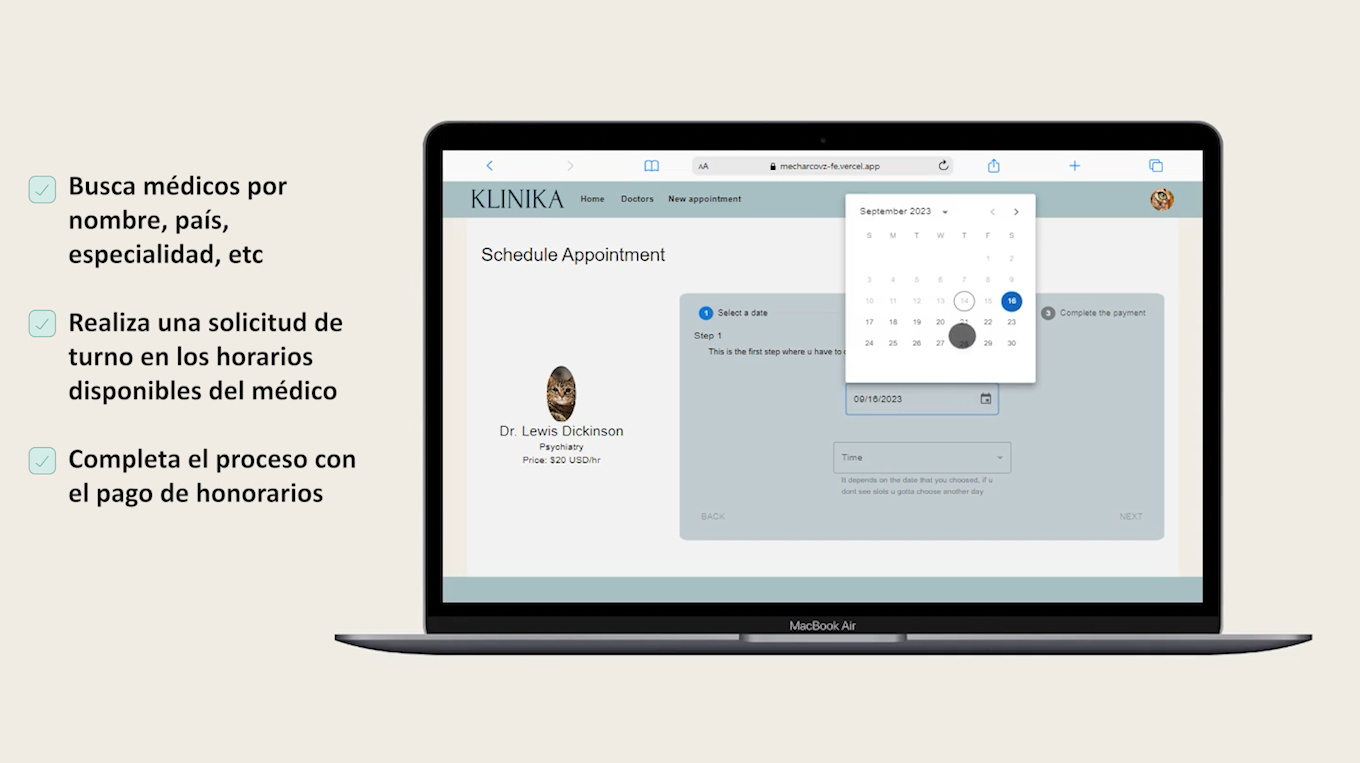 Busca médicos por
nombre, país,
especialidad, etc
Realiza una solicitud de
turno en los horarios
disponibles del médico
Completa el proceso con
el pago de honorarios
AA mecharcovz-fe.vercel.app
KLINIKA Home Doctors New appointment
September 2023
S M T W T F S
1 2
3 4 5 6 7 8 9
10 11 12 13 14 15 16
17 18 19 20 21 22 23
24 25 26 27 28 29 30
Schedule Appointment
1 Select a date
3 Complete the payment
Step 1
This is the first step where u have to
09/16/2023
Dr. Lewis Dickinson
Psychiatry
Price: $20 USD/hr
Time
It depends on the date that you choosed, if u
dont see slots u gotta choose another day
BACK
NEXT
MacBook Air